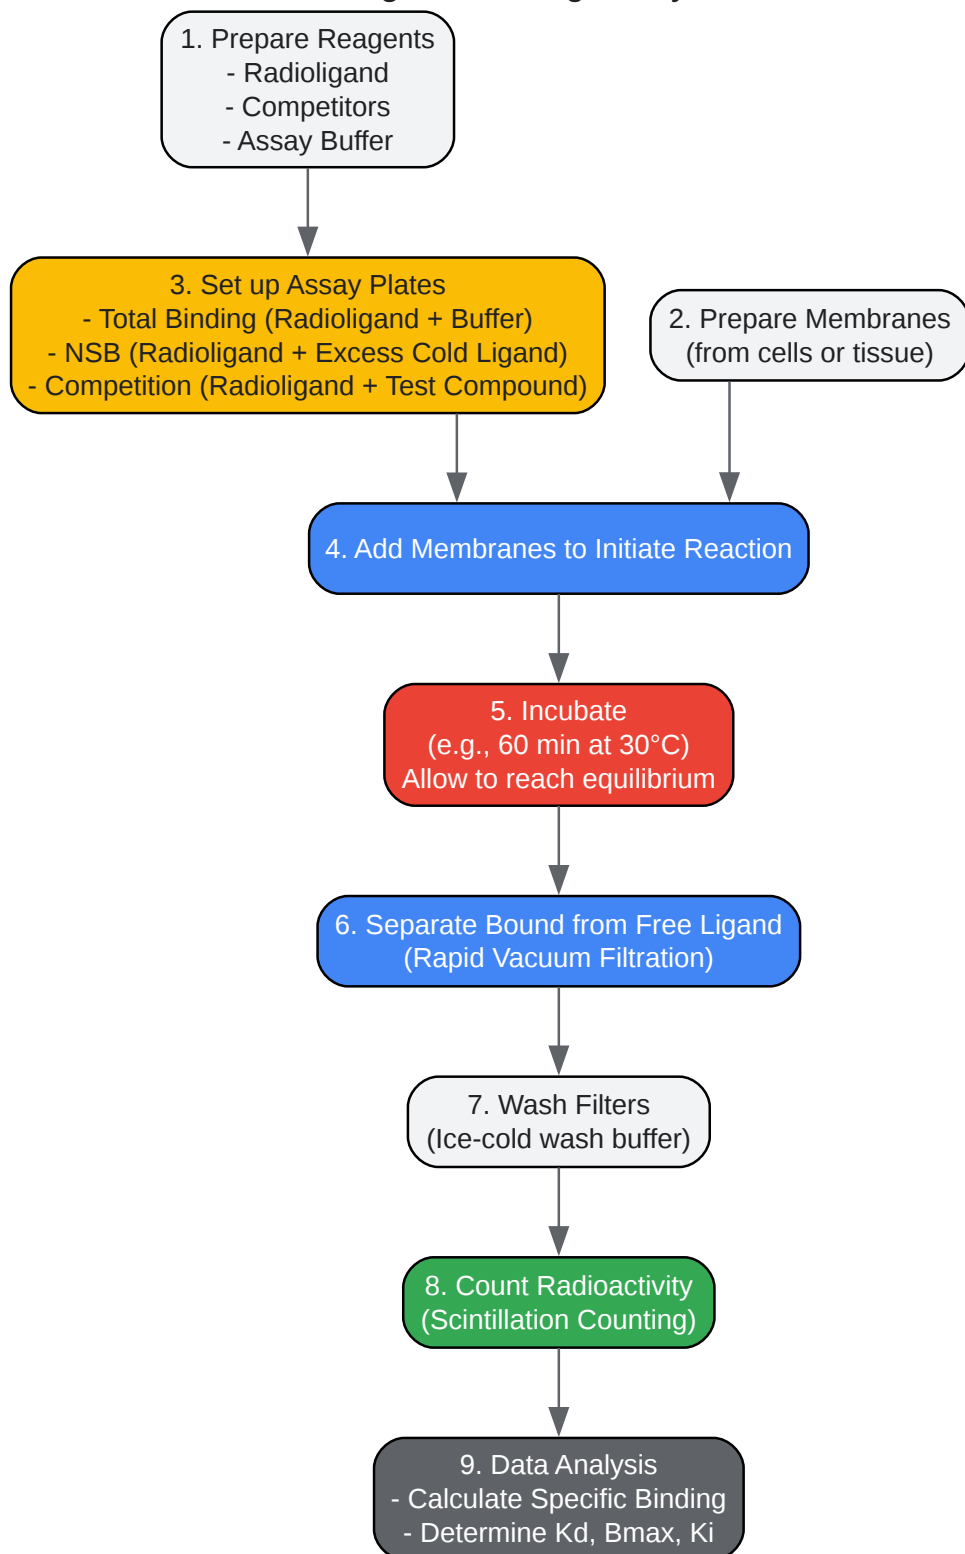 1. Prepare Reagents
- Radioligand
- Competitors
- Assay Buffer
3. Set up Assay Plates
- Total Binding (Radioligand + Buffer)
- NSB (Radioligand + Excess Cold Ligand)
- Competition (Radioligand + Test Compound)
2. Prepare Membranes
(from cells or tissue)
4. Add Membranes to Initiate Reaction
5. Incubate
(e.g., 60 min at 30°C)
Allow to reach equilibrium
6. Separate Bound from Free Ligand
(Rapid Vacuum Filtration)
7. Wash Filters
(Ice-cold wash buffer)
8. Count Radioactivity
(Scintillation Counting)
9. Data Analysis
- Calculate Specific Binding
- Determine Kd, Bmax, Ki